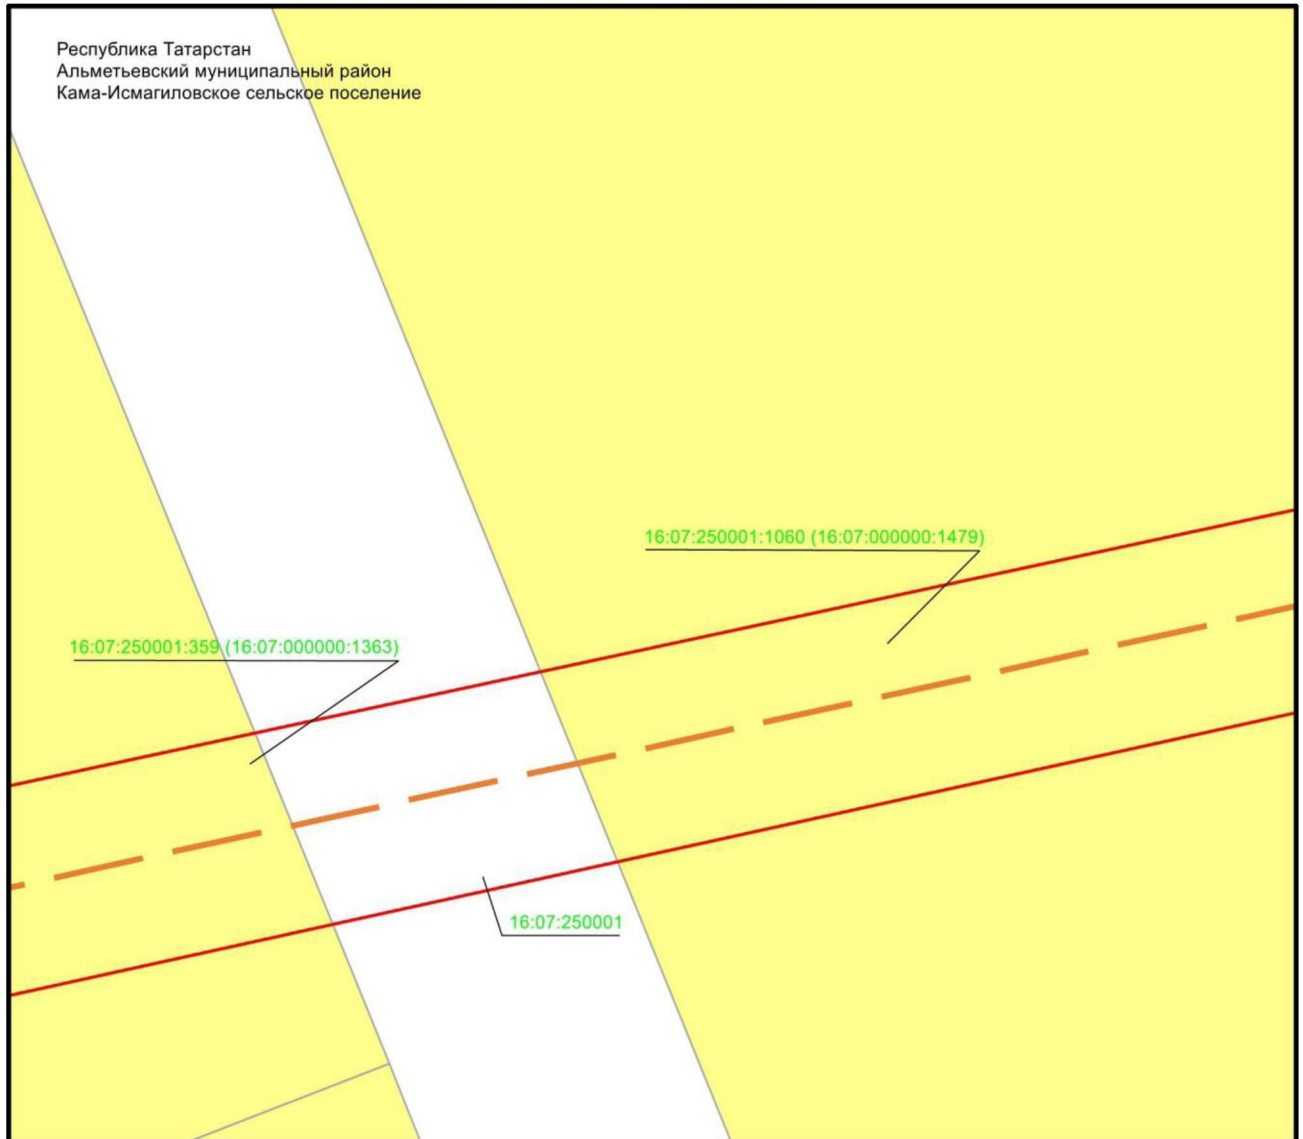 Республика Татарстан
Альметьевский муниципальный район
Кама-Исмагиловское сельское поселение
16:07:250001:1060 (16:07:000000:1479)
16:07:250001:359 (16:07:000000:1363)
16:07:250001